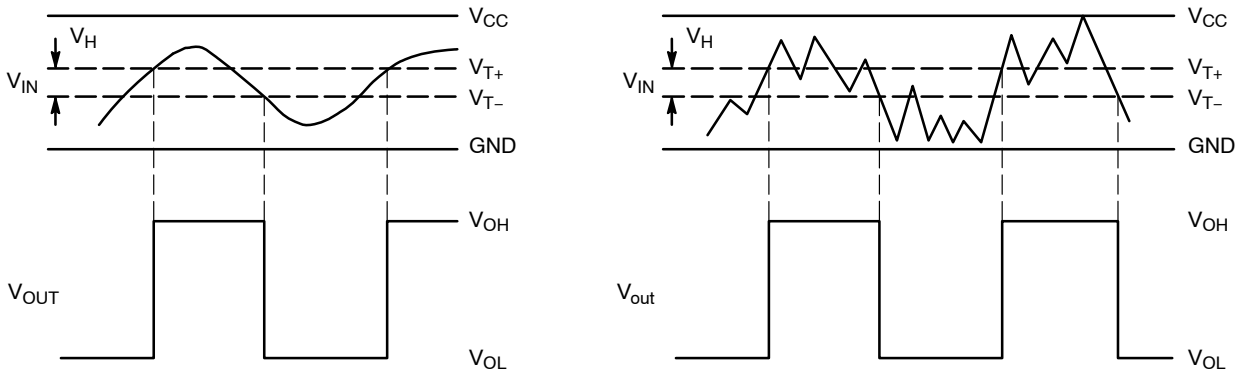 V_CC
V_H
V_T+
V_IN
V_T−
GND
V_OH
V_OUT
V_OL
V_CC
V_H
V_T+
V_IN
V_T−
GND
V_OH
V_out
V_OL